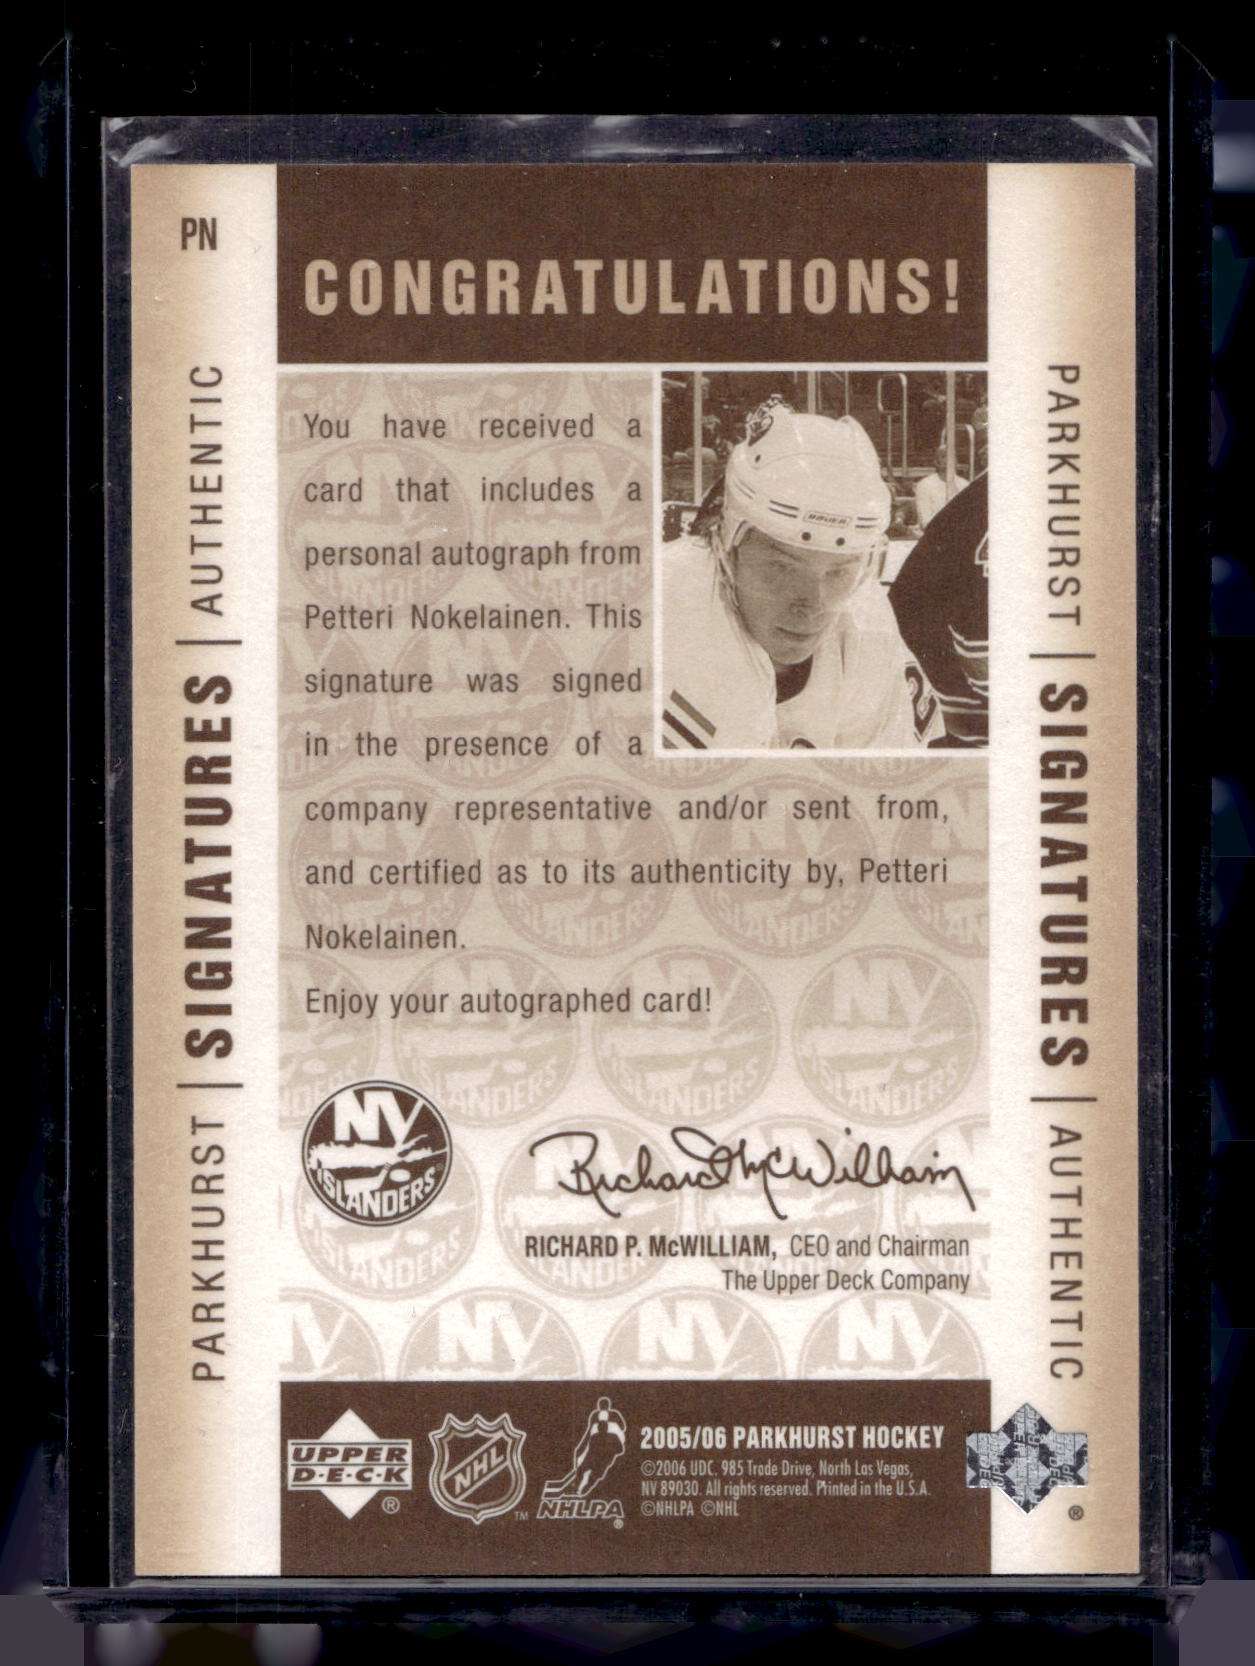 PN
CONGRATULATIONS!
You have received a
card that includes a
personal autograph from
Petteri Nokelainen. This
signature was signed
in the presence of a
company representative and/or sent from,
and certified as to its authenticity by, Petteri
Nokelainen.
Enjoy your autographed card!
PARKHURST | SIGNATURES | AUTHENTIC
PARKHURST | SIGNATURES | AUTHENTIC
BAUER
2
NY
ISLANDERS
Richard McWilliam
RICHARD P. McWILLIAM, CEO and Chairman
The Upper Deck Company
UPPER
D·E·C·K
®
NHL
TM
NHLPA
®
2005/06 PARKHURST HOCKEY
©2006 UDC. 985 Trade Drive, North Las Vegas,
NV 89030. All rights reserved. Printed in the U.S.A.
©NHLPA ©NHL
®